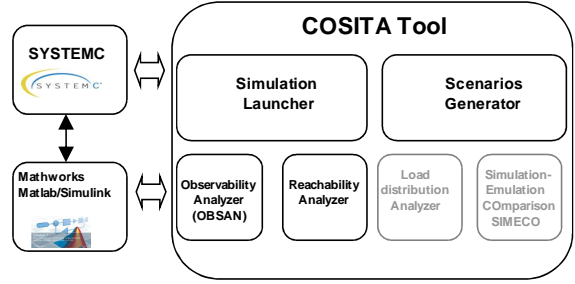 COSITA Tool
SYSTEMC
SYSTEMC™
Simulation
Launcher
Scenarios
Generator
Mathworks
Matlab/Simulink
Observability
Analyzer
(OBSAN)
Reachability
Analyzer
Load
distribution
Analyzer
Simulation-
Emulation
COmparison
SIMECO